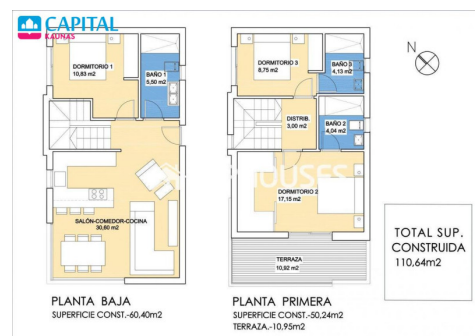 CAPITAL
KAUNAS
DORMITORIO 1
10,83 m2
BAÑO 1
5,50 m2
SALÓN-COMEDOR-COCINA
30,60 m2
PLANTA BAJA
SUPERFICIE CONST.-60,40m2
DORMITORIO 3
8,75 m2
BAÑO 3
4,13 m2
DISTRIB.
3,00 m2
BAÑO 2
4,04 m2
DORMITORIO 2
17,15 m2
TERRAZA
10,92 m2
PLANTA PRIMERA
SUPERFICIE CONST.-50,24m2
TERRAZA.-10,95m2
N
TOTAL SUP.
CONSTRUIDA
110,64m2